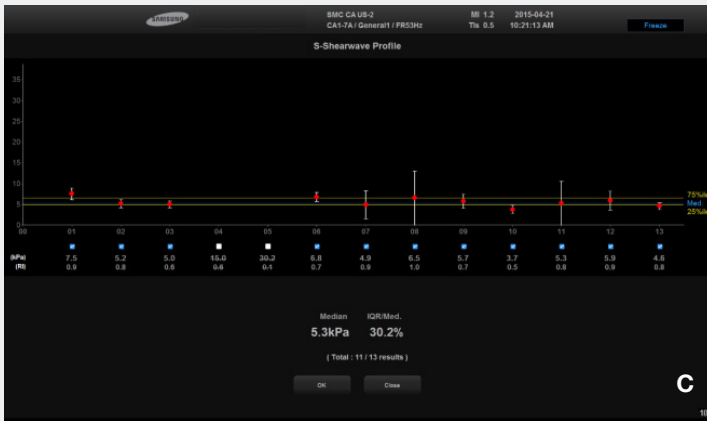 SAMSUNG
SMC CA US-2
CA1-7A / General1 / FR53Hz
MI 1.2
TIs 0.5
2015-04-21
10:21:13 AM
Freeze
S-Shearwave Profile
35
30
25
20
15
10
5
0
00 01 02 03 04 05 06 07 08 09 10 11 12 13
75%ile
Med
25%ile
(kPa) 7.5 5.2 5.0 15.0 30.2 6.8 4.9 6.5 5.7 3.7 5.3 5.9 4.6
(RI) 0.9 0.8 0.6 0.6 0.1 0.7 0.9 1.0 0.7 0.5 0.8 0.9 0.8
Median IQR/Med.
5.3kPa 30.2%
( Total : 11 / 13 results )
OK Close
C
10